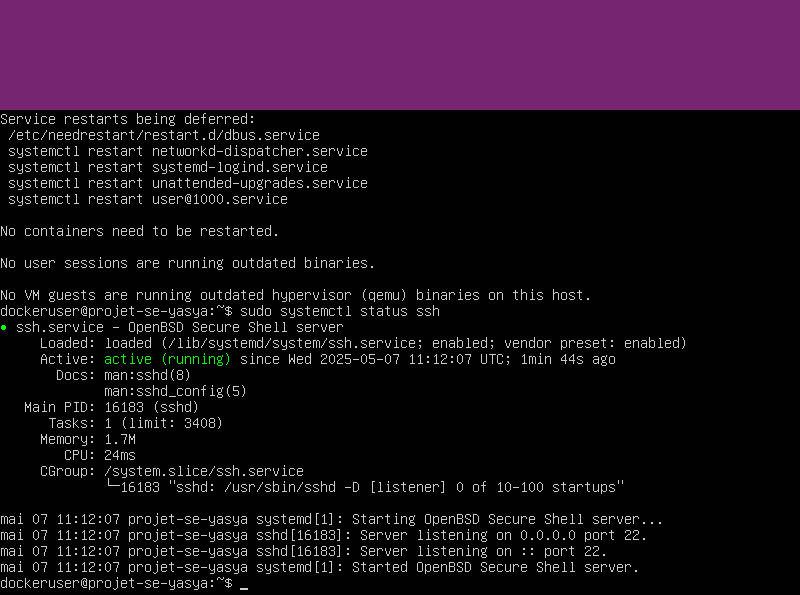 Service restarts being deferred:
 /etc/needrestart/restart.d/dbus.service
 systemctl restart networkd-dispatcher.service
 systemctl restart systemd-logind.service
 systemctl restart unattended-upgrades.service
 systemctl restart user@1000.service

No containers need to be restarted.

No user sessions are running outdated binaries.

No VM guests are running outdated hypervisor (qemu) binaries on this host.
dockeruser@projet-se-yasya:~$ sudo systemctl status ssh
● ssh.service - OpenBSD Secure Shell server
     Loaded: loaded (/lib/systemd/system/ssh.service; enabled; vendor preset: enabled)
     Active: active (running) since Wed 2025-05-07 11:12:07 UTC; 1min 44s ago
       Docs: man:sshd(8)
             man:sshd_config(5)
   Main PID: 16183 (sshd)
      Tasks: 1 (limit: 3408)
     Memory: 1.7M
        CPU: 24ms
     CGroup: /system.slice/ssh.service
             └─16183 "sshd: /usr/sbin/sshd -D [listener] 0 of 10-100 startups"

mai 07 11:12:07 projet-se-yasya systemd[1]: Starting OpenBSD Secure Shell server...
mai 07 11:12:07 projet-se-yasya sshd[16183]: Server listening on 0.0.0.0 port 22.
mai 07 11:12:07 projet-se-yasya sshd[16183]: Server listening on :: port 22.
mai 07 11:12:07 projet-se-yasya systemd[1]: Started OpenBSD Secure Shell server.
dockeruser@projet-se-yasya:~$ _